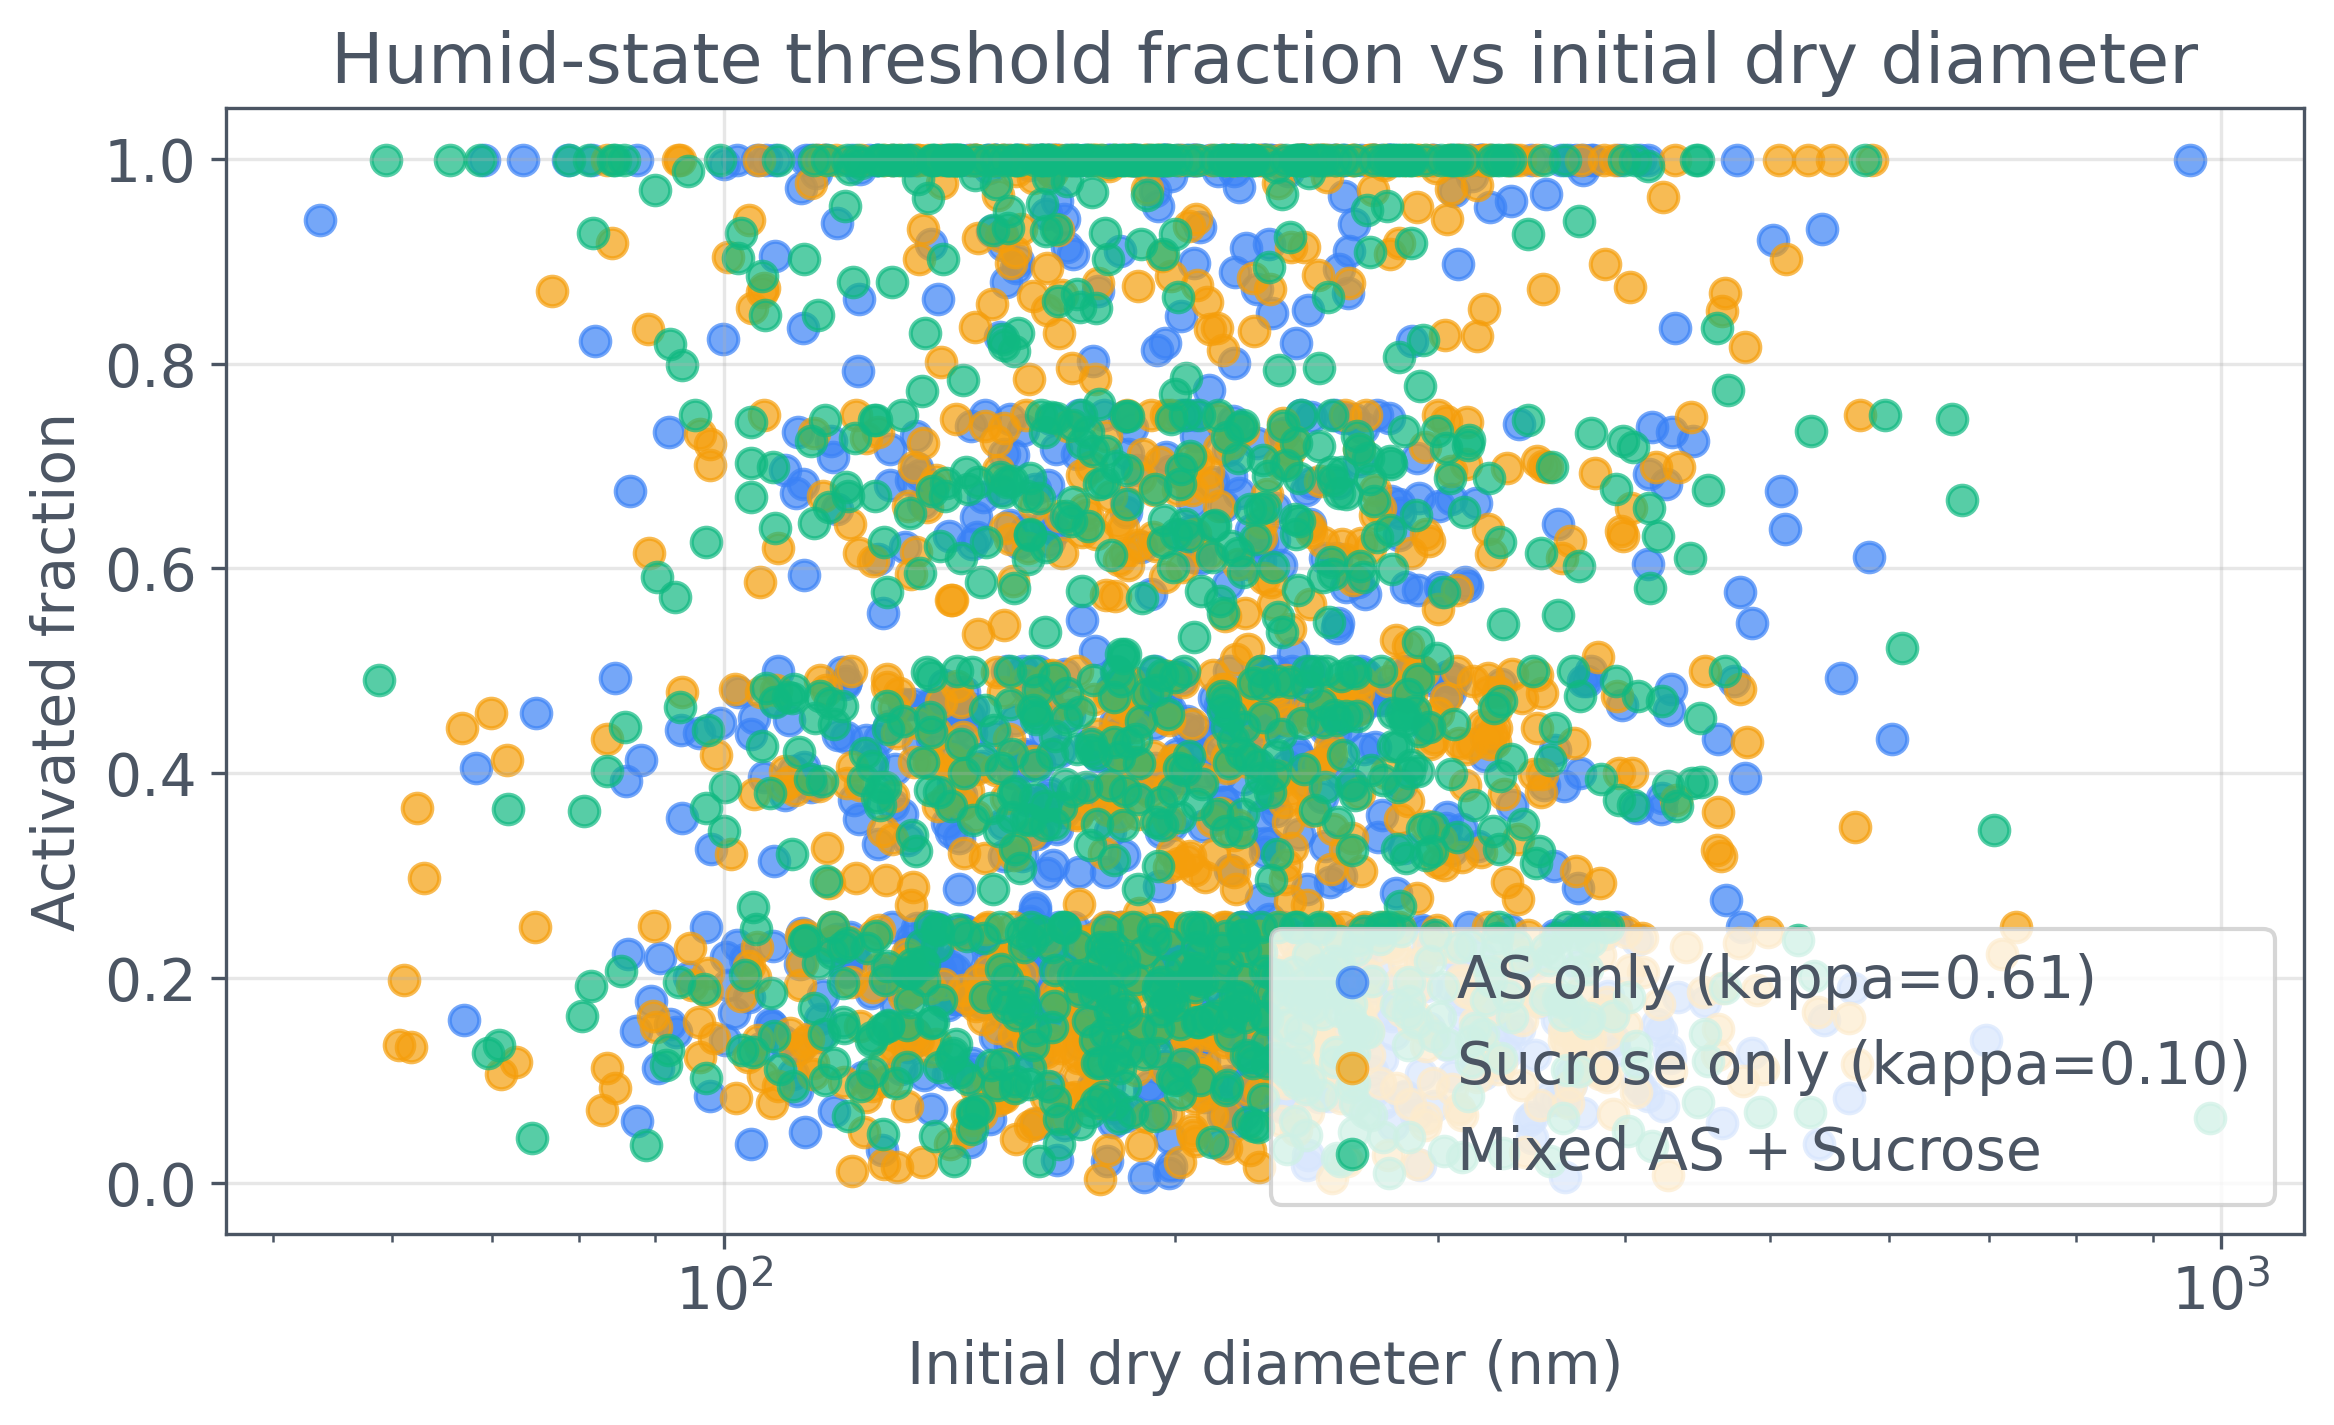 Humid-state threshold fraction vs initial dry diameter
Activated fraction
1.0
0.8
0.6
0.4
0.2
0.0
AS only (kappa=0.61)
Sucrose only (kappa=0.10)
Mixed AS + Sucrose
10²
10³
Initial dry diameter (nm)